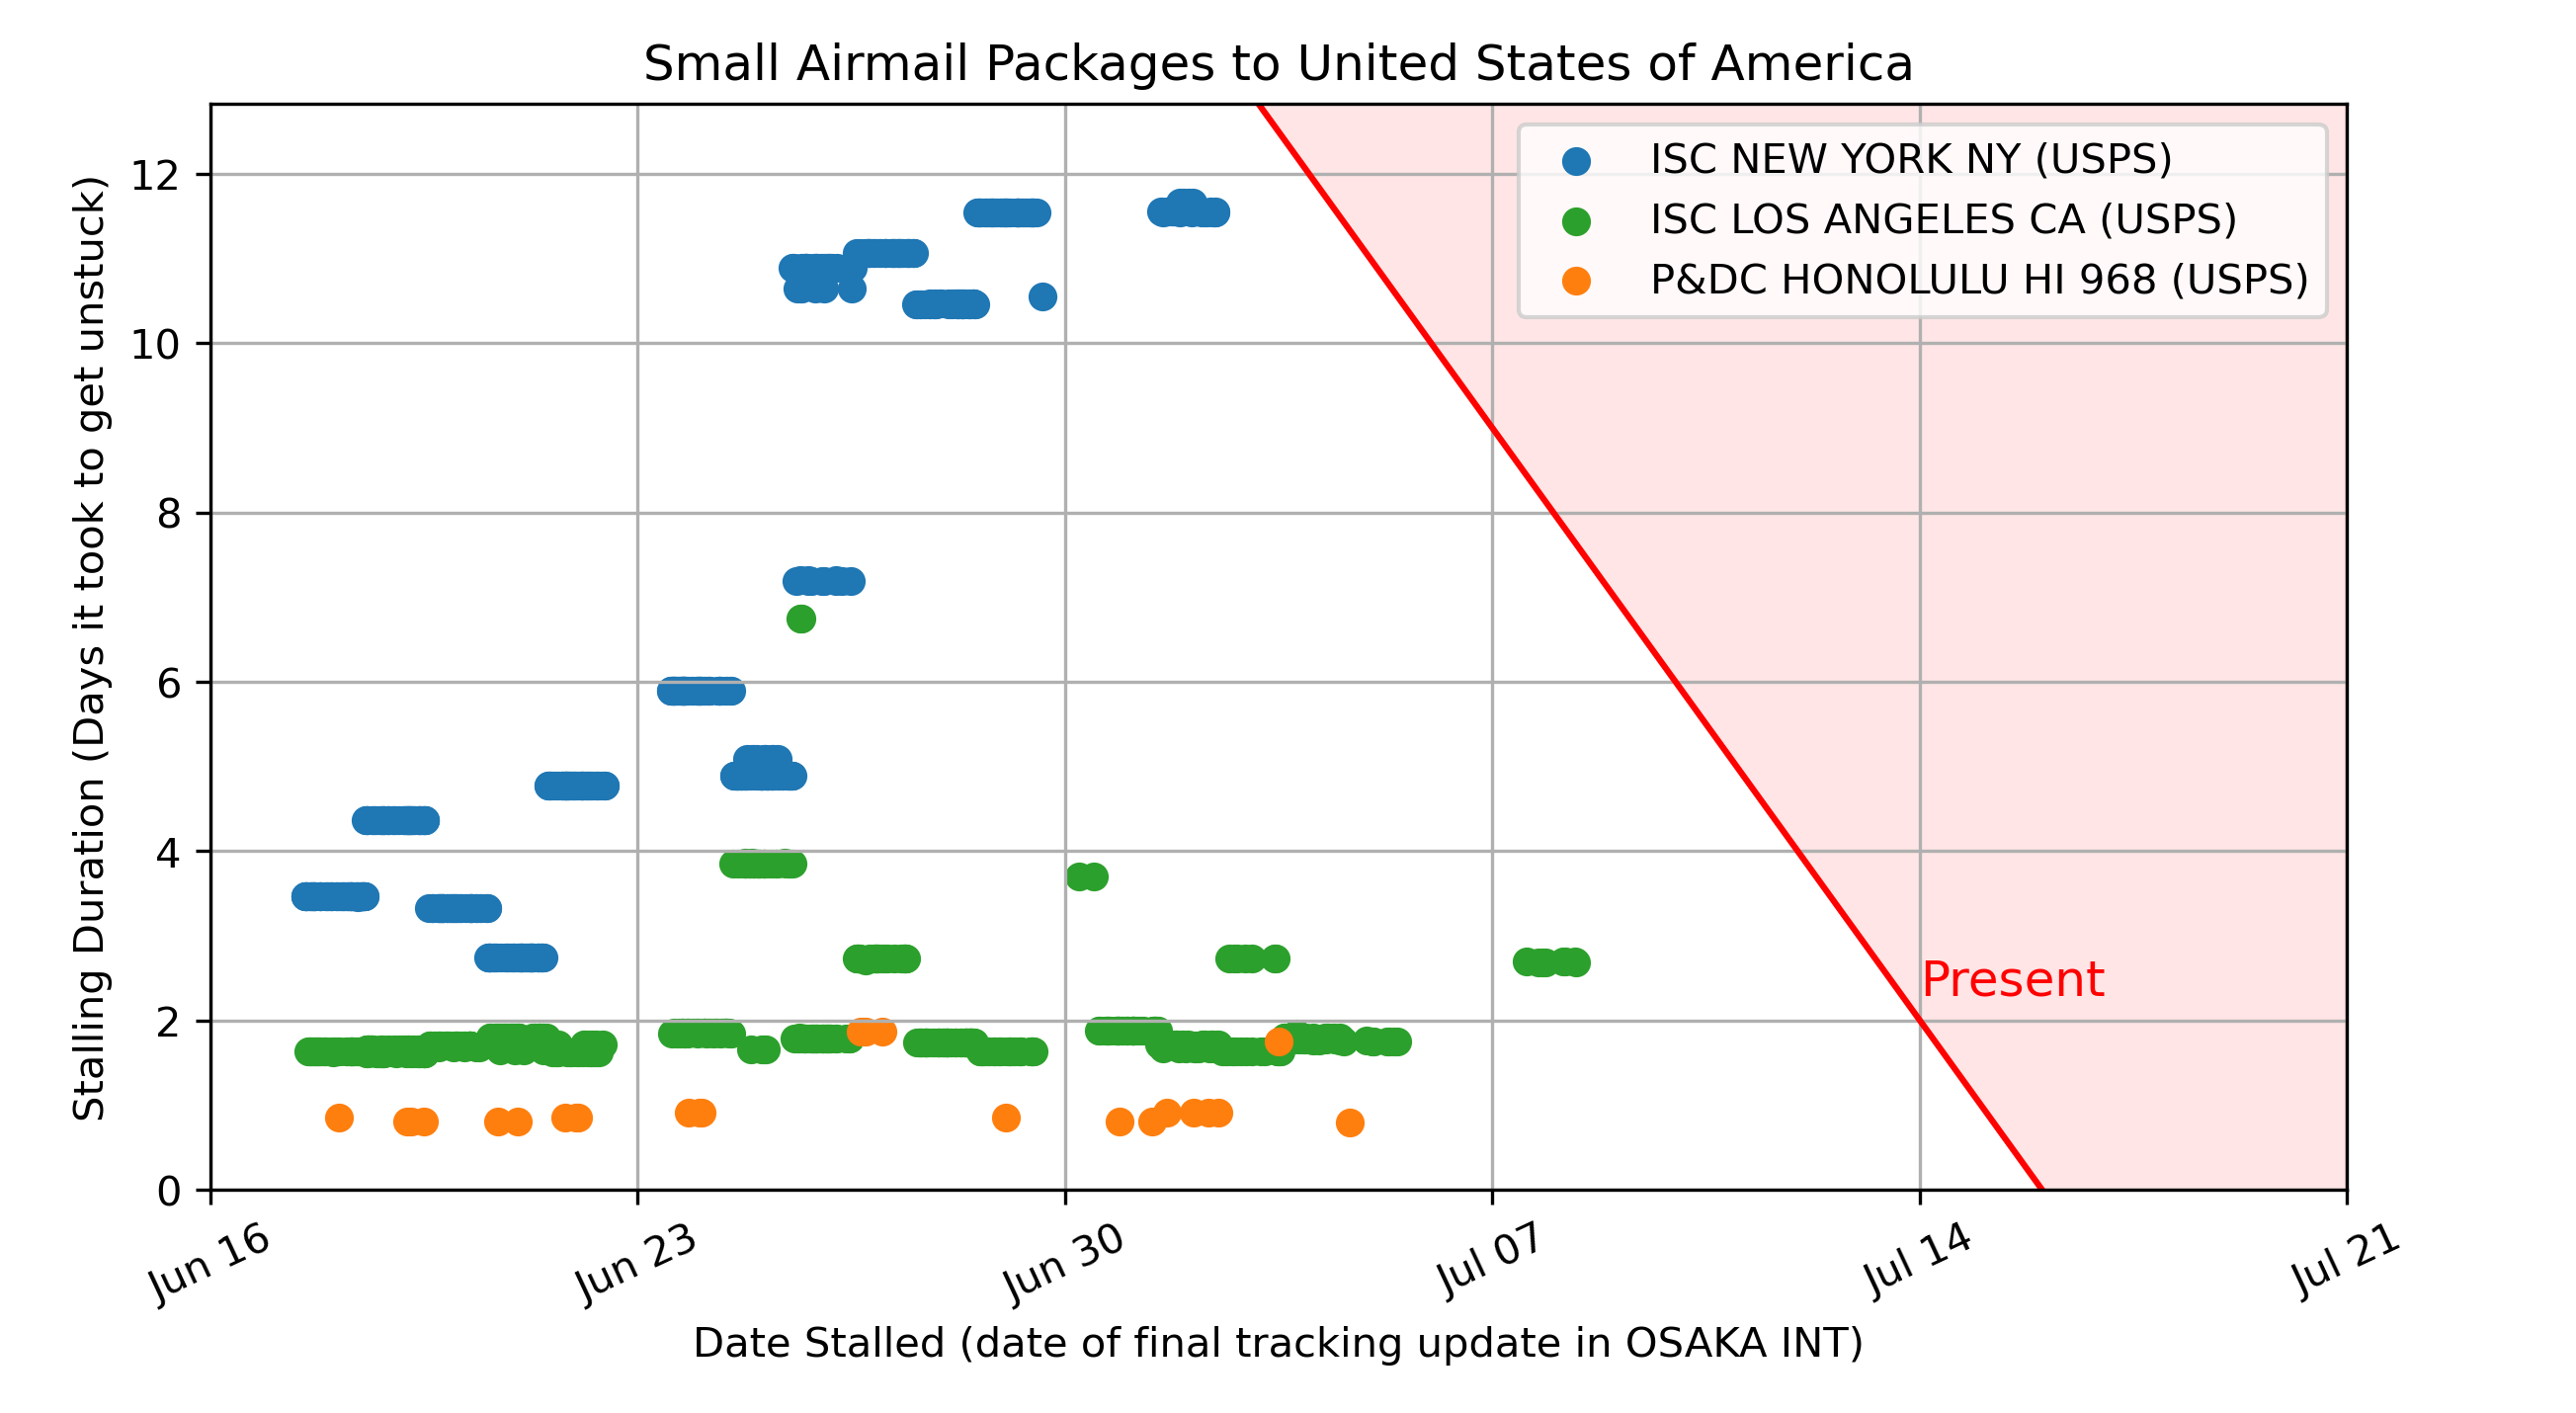 Small Airmail Packages to United States of America
Stalling Duration (Days it took to get unstuck)
12
10
8
6
4
2
0
ISC NEW YORK NY (USPS)
ISC LOS ANGELES CA (USPS)
P&DC HONOLULU HI 968 (USPS)
Present
Jun 16
Jun 23
Jun 30
Jul 07
Jul 14
Jul 21
Date Stalled (date of final tracking update in OSAKA INT)